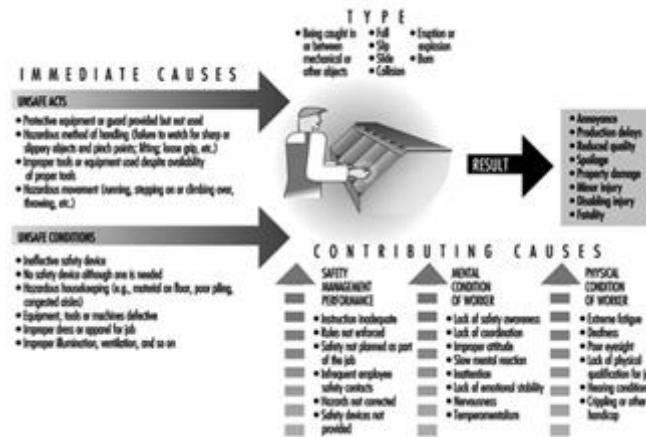 TYPE
• Being caught in
or between
mechanical or
other objects
• Fall
• Slip
• Slide
• Collision
• Eruption or
explosion
• Burn
IMMEDIATE CAUSES
UNSAFE ACTS
• Protective equipment or guard provided but not used
• Hazardous method of handling (failure to watch for sharp or
slippery objects and pinch points; lifting; loose grip, etc.)
• Improper tools or equipment used despite availability
of proper tools
• Hazardous movement (running, stepping on or climbing over,
throwing, etc.)
RESULT
• Annoyance
• Production delays
• Reduced quality
• Spoilage
• Property damage
• Minor injury
• Disabling injury
• Fatality
UNSAFE CONDITIONS
• Ineffective safety device
• No safety device although one is needed
• Hazardous housekeeping (e.g., material on floor, poor piling,
congested aisles)
• Equipment, tools or machines defective
• Improper dress or apparel for job
• Improper illumination, ventilation, and so on
CONTRIBUTING CAUSES
SAFETY
MANAGEMENT
PERFORMANCE
• Instruction inadequate
• Rules not enforced
• Safety not planned as part
of the job
• Infrequent employee
safety contacts
• Hazards not corrected
• Safety devices not
provided
MENTAL
CONDITION
OF WORKER
• Lack of safety awareness
• Lack of coordination
• Improper attitude
• Slow mental reaction
• Inattention
• Lack of emotional stability
• Nervousness
• Temperamentalism
PHYSICAL
CONDITION
OF WORKER
• Extreme fatigue
• Deafness
• Poor eyesight
• Lack of physical
qualification for j
• Hearing condition
• Crippling or other
handicap